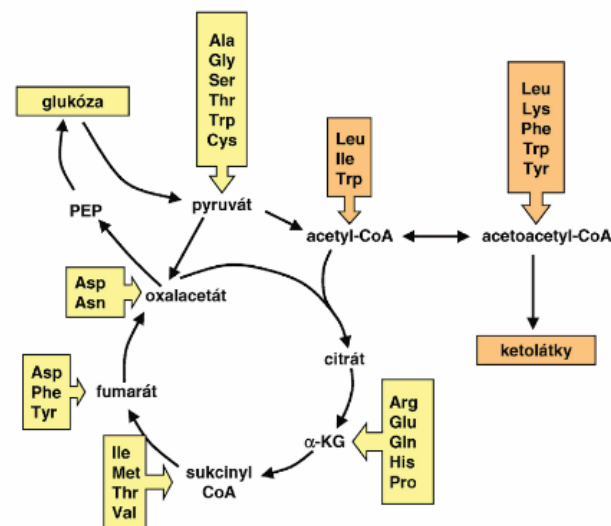 Ala
Gly
Ser
Thr
Trp
Cys
glukóza
Leu
Ile
Trp
Leu
Lys
Phe
Trp
Tyr
PEP
pyruvát
acetyl-CoA
acetoacetyl-CoA
Asp
Asn
oxalacetát
citrát
ketolátky
Asp
Phe
Tyr
fumarát
Arg
Glu
Gln
His
Pro
α-KG
Ile
Met
Thr
Val
sukcinyl
CoA